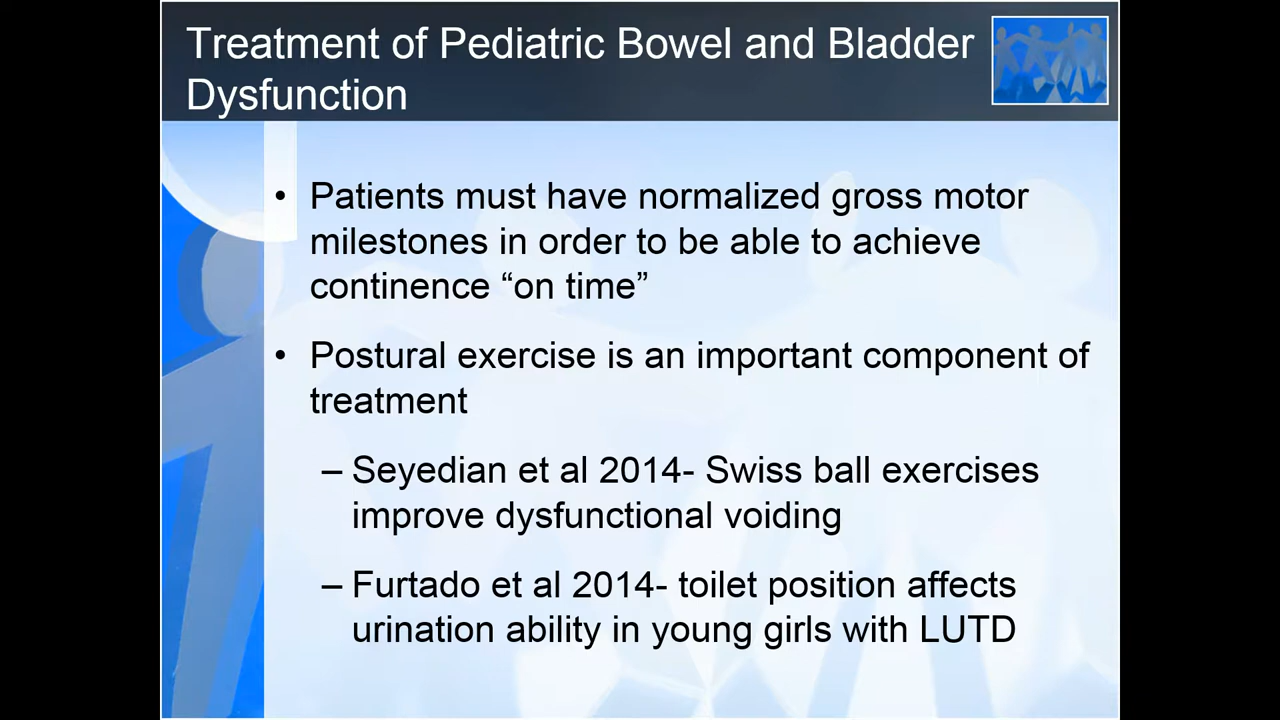 Treatment of Pediatric Bowel and Bladder
Dysfunction
• Patients must have normalized gross motor
milestones in order to be able to achieve
continence “on time”
• Postural exercise is an important component of
treatment
– Seyedian et al 2014- Swiss ball exercises
improve dysfunctional voiding
– Furtado et al 2014- toilet position affects
urination ability in young girls with LUTD